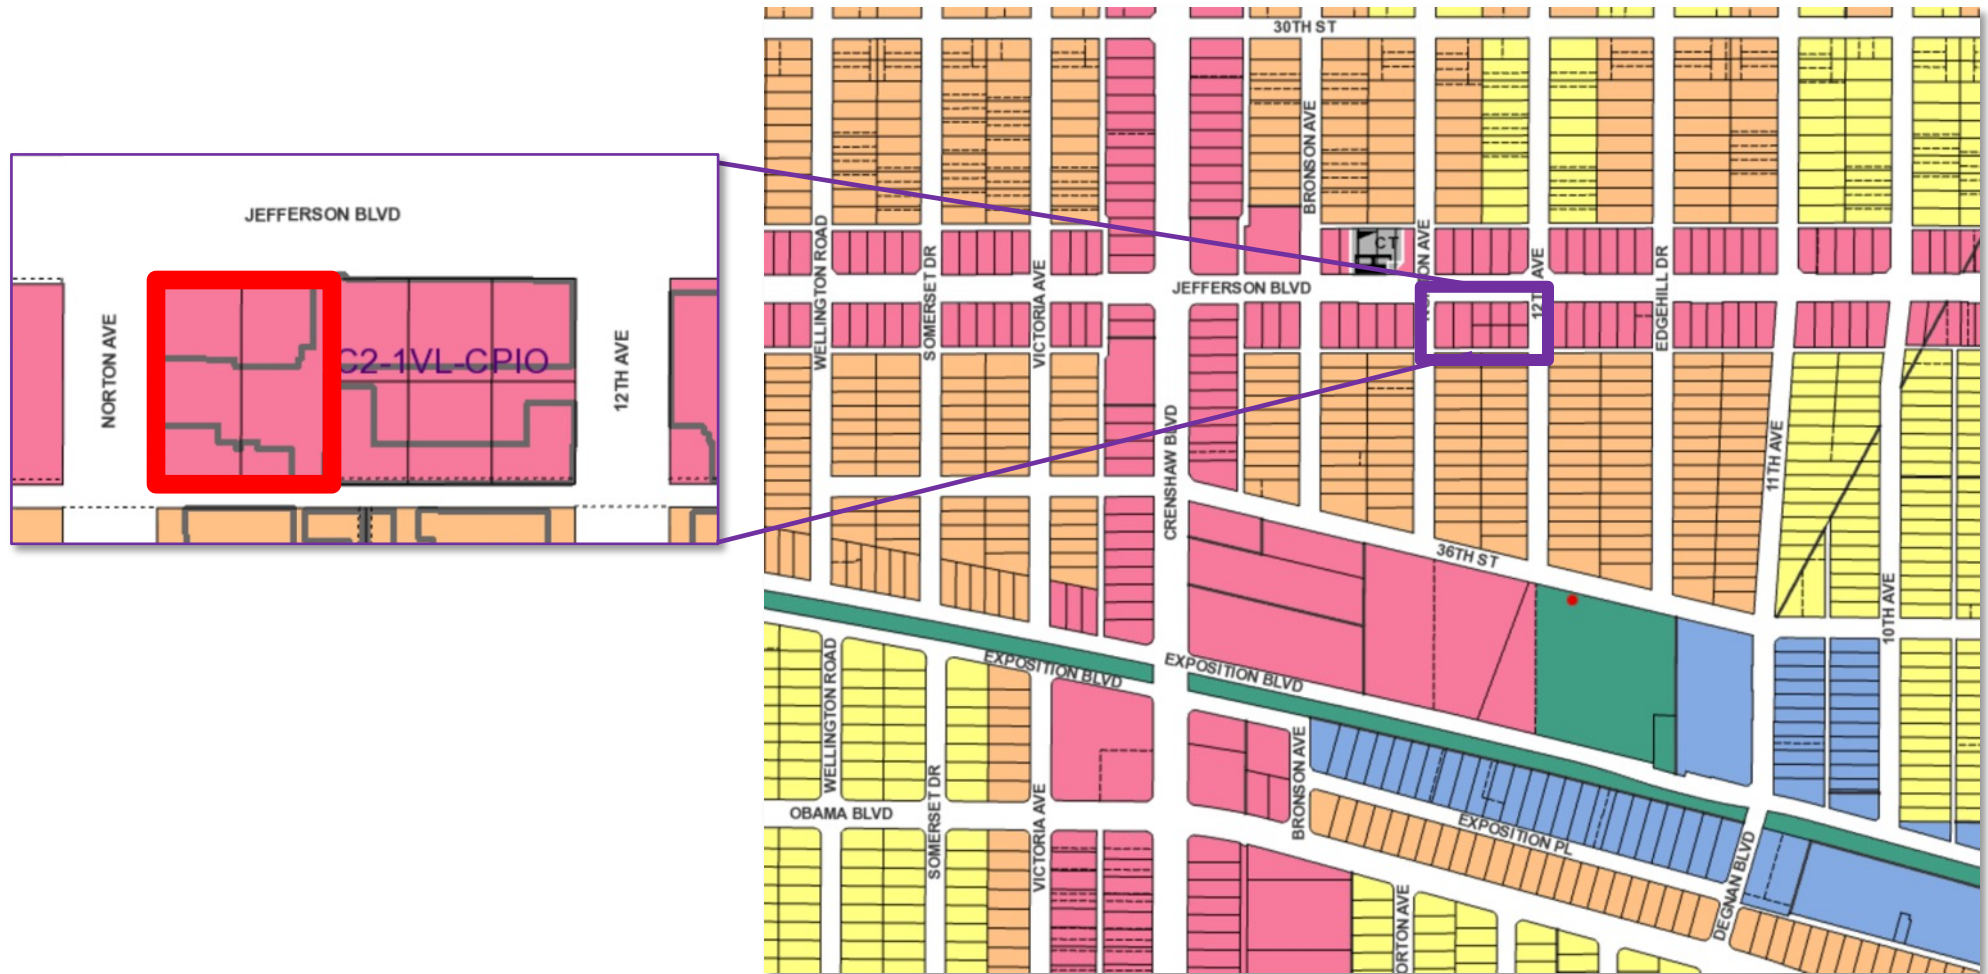 JEFFERSON BLVD
NORTON AVE
C2-1VL-CPIO
12TH AVE
30TH ST
BRONSON AVE
CT
WELLINGTON ROAD
SOMERSET DR
VICTORIA AVE
ON AVE
AVE
EDGEHILL DR
JEFFERSON BLVD
CRENSHAW BLVD
11TH AVE
36TH ST
10TH AVE
EXPOSITION BLVD
EXPOSITION BLVD
WELLINGTON ROAD
SOMERSET DR
VICTORIA AVE
BRONSON AVE
OBAMA BLVD
EXPOSITION PL
DEGNAN BLVD
ORTON AVE